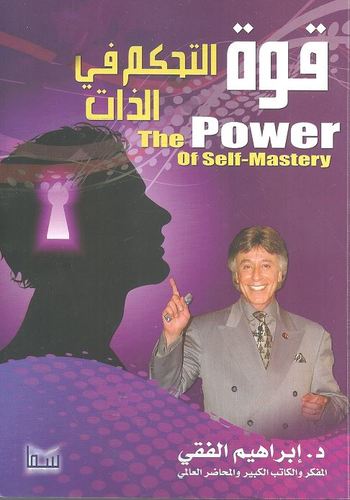 قوة التحكم في
الذات
The Power
Of Self-Mastery
د. إبراهيم الفقي
المفكر والكاتب الكبير والمحاضر العالمي
سما